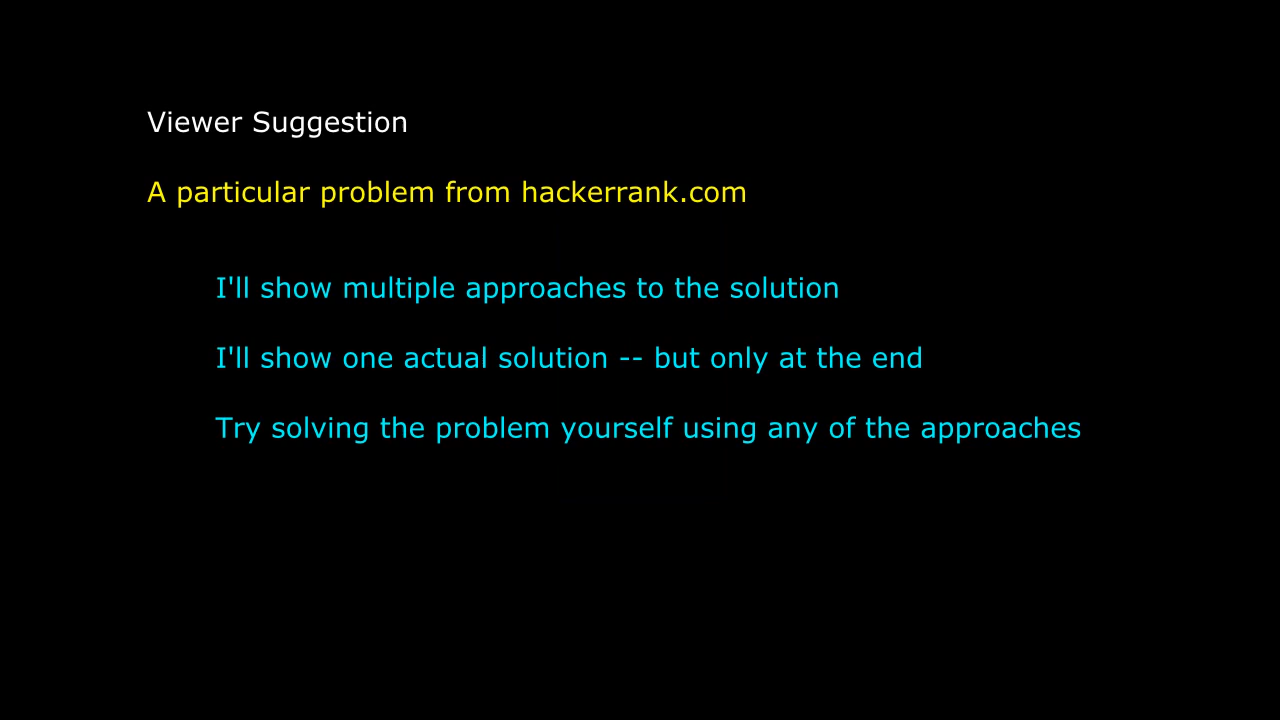 Viewer Suggestion
A particular problem from hackerrank.com
I'll show multiple approaches to the solution
I'll show one actual solution -- but only at the end
Try solving the problem yourself using any of the approaches